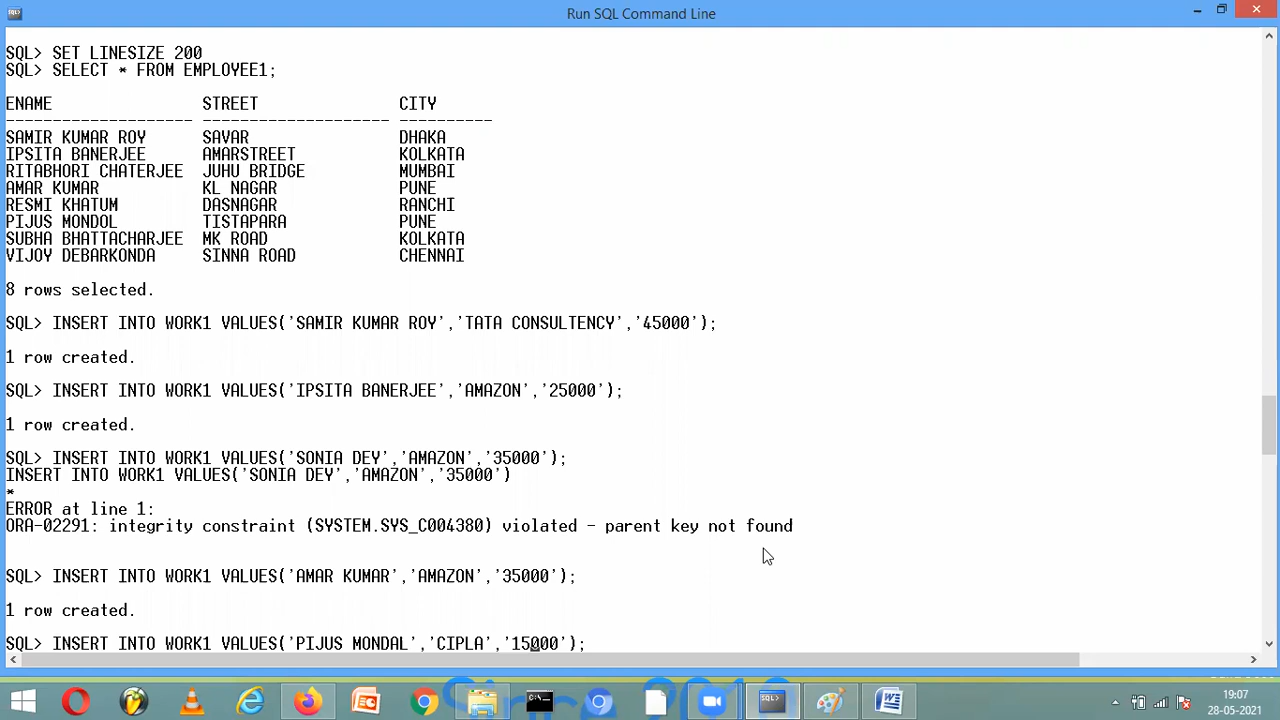 Run SQL Command Line
SQL> SET LINESIZE 200
SQL> SELECT * FROM EMPLOYEE1;
ENAME STREET CITY
-------------------- -------------------- ----------
SAMIR KUMAR ROY SAVAR DHAKA
IPSITA BANERJEE AMARSTREET KOLKATA
RITABHORI CHATERJEE JUHU BRIDGE MUMBAI
AMAR KUMAR KL NAGAR PUNE
RESMI KHATUM DASNAGAR RANCHI
PIJUS MONDOL TISTAPARA PUNE
SUBHA BHATTACHARJEE MK ROAD KOLKATA
VIJOY DEBARKONDA SINNA ROAD CHENNAI
8 rows selected.
SQL> INSERT INTO WORK1 VALUES('SAMIR KUMAR ROY','TATA CONSULTENCY','45000');
1 row created.
SQL> INSERT INTO WORK1 VALUES('IPSITA BANERJEE','AMAZON','25000');
1 row created.
SQL> INSERT INTO WORK1 VALUES('SONIA DEY','AMAZON','35000');
INSERT INTO WORK1 VALUES('SONIA DEY','AMAZON','35000')
*
ERROR at line 1:
ORA-02291: integrity constraint (SYSTEM.SYS_C004380) violated - parent key not found
SQL> INSERT INTO WORK1 VALUES('AMAR KUMAR','AMAZON','35000');
1 row created.
SQL> INSERT INTO WORK1 VALUES('PIJUS MONDAL','CIPLA','15000');
19:07
28-05-2021